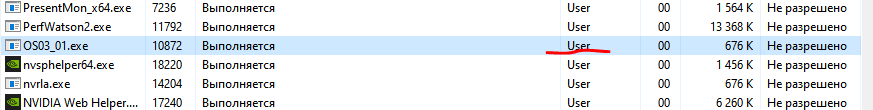 PresentMon_x64.exe 7236 Выполняется User 00 1 564 К Не разрешено
PerfWatson2.exe 11792 Выполняется User 00 13 368 К Не разрешено
OS03_01.exe 10872 Выполняется User 00 676 К Не разрешено
nvsphelper64.exe 18220 Выполняется User 00 1 456 К Не разрешено
nvrla.exe 14204 Выполняется User 00 676 К Не разрешено
NVIDIA Web Helper.... 17240 Выполняется User 00 6 260 К Не разрешено